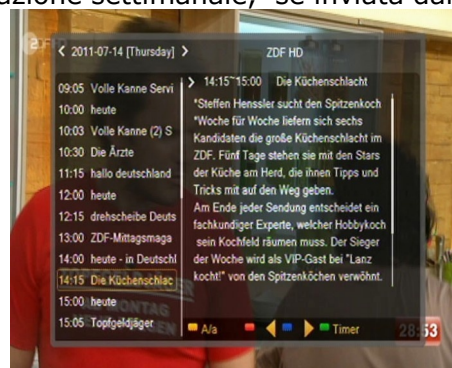 azione settimanale, se inviata dal
2011-07-14 [Thursday]
ZDF HD
09:05 Volle Kanne Servi
10:00 heute
10:03 Volle Kanne (2) S
10:30 Die Ärzte
11:15 hallo deutschland
12:00 heute
12:15 drehscheibe Deuts
13:00 ZDF-Mittagsmaga
14:00 heute - in Deutschl
14:15 Die Küchenschlac
15:00 heute
15:05 Topfgeldjäger
14:15~15:00 Die Küchenschlacht
"Steffen Henssler sucht den Spitzenkoch
"Woche für Woche liefern sich sechs
Kandidaten die große Küchenschlacht im
ZDF. Fünf Tage stehen sie mit den Stars
der Küche am Herd, die ihnen Tipps und
Tricks mit auf den Weg geben.
Am Ende jeder Sendung entscheidet ein
fachkundiger Experte, welcher Hobbykoch
sein Kochfeld räumen muss. Der Sieger
der Woche wird als VIP-Gast bei "Lanz
kocht!" von den Spitzenköchen verwöhnt.
A/a
Timer
28:53
MONTAG